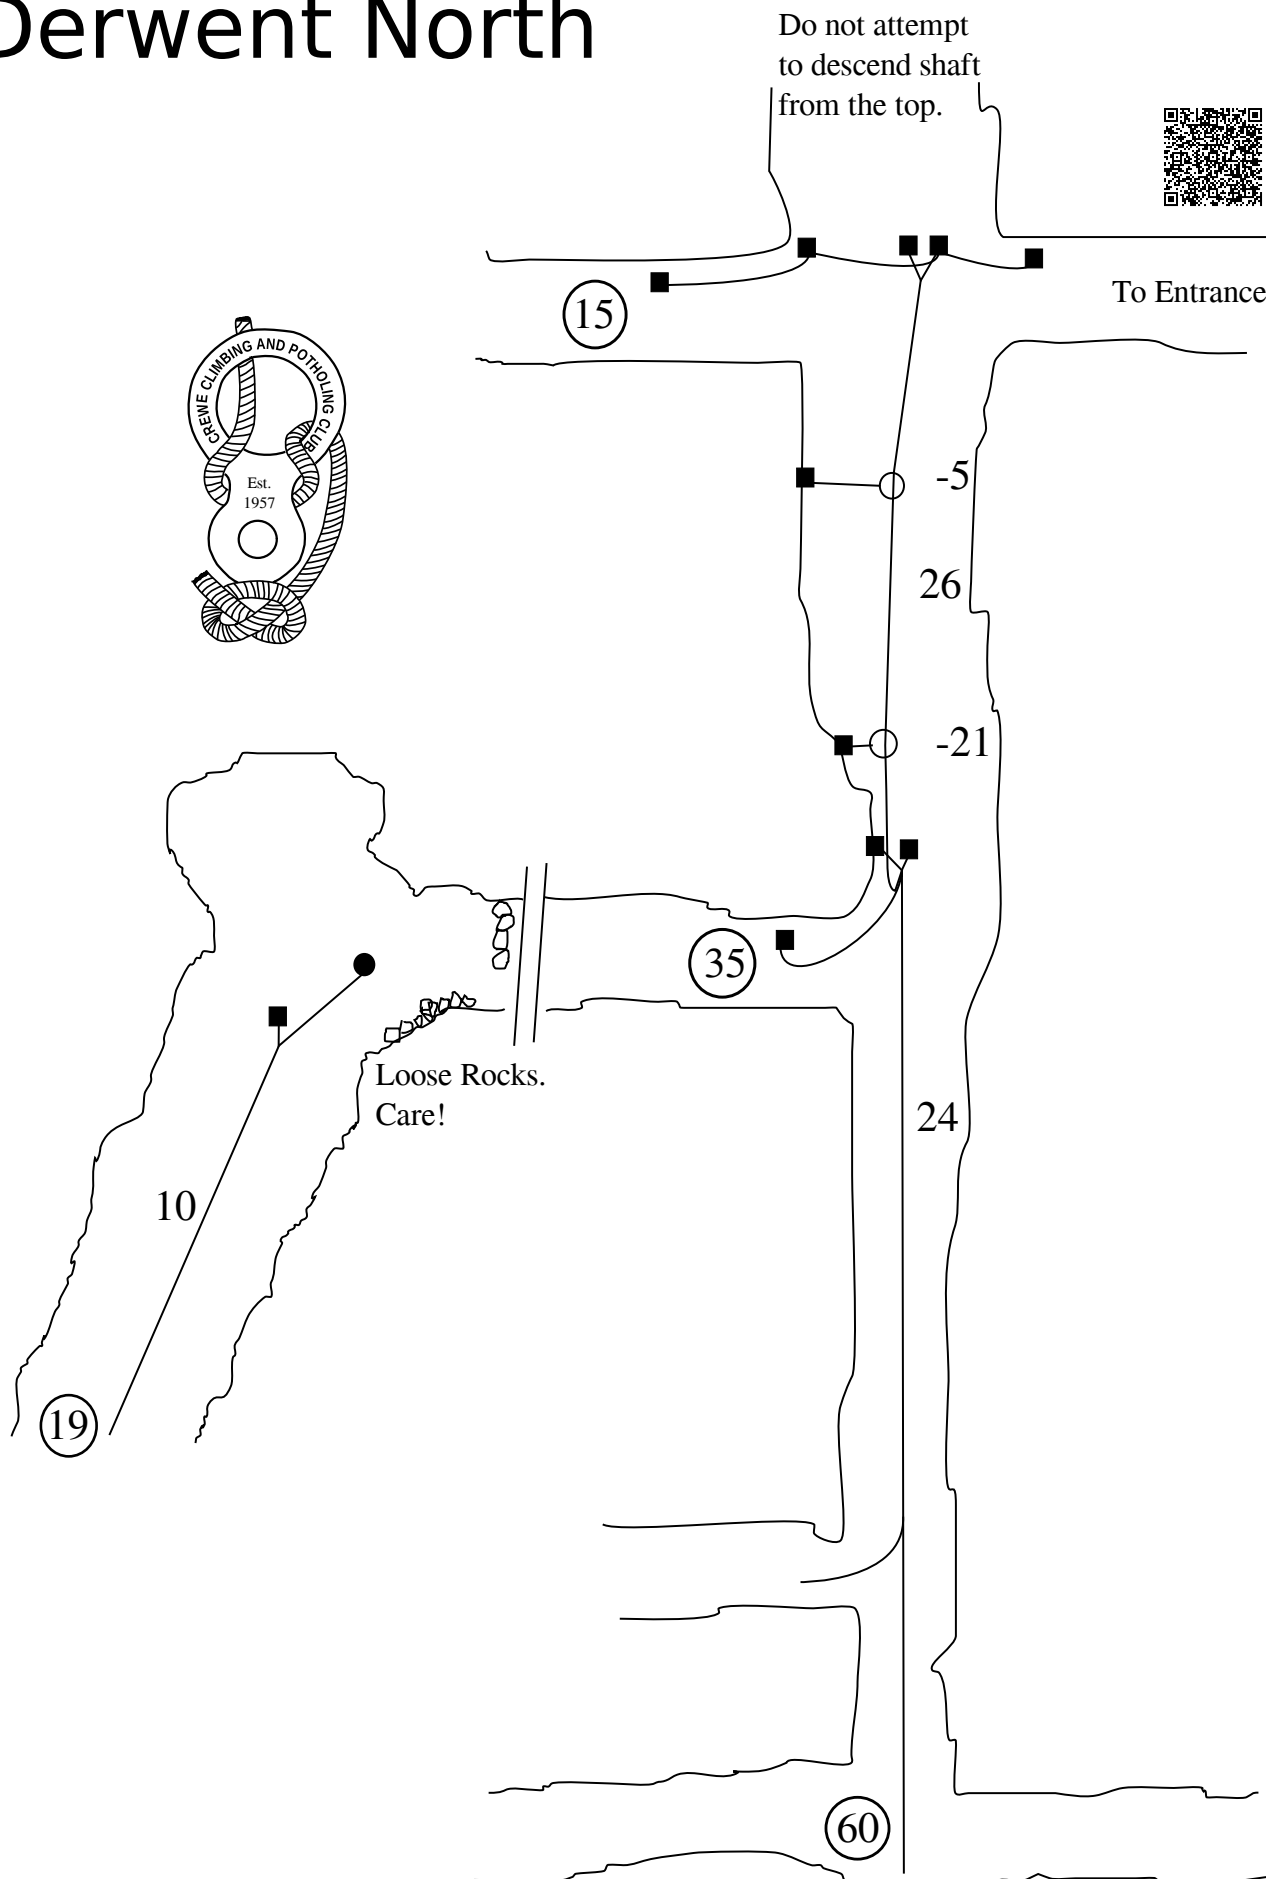 Derwent North
Do not attempt
to descend shaft
from the top.
To Entrance
15
CREWE CLIMBING AND POTHOLING CLUB
Est.
1957
-5
26
-21
35
Loose Rocks.
Care!
24
10
19
60